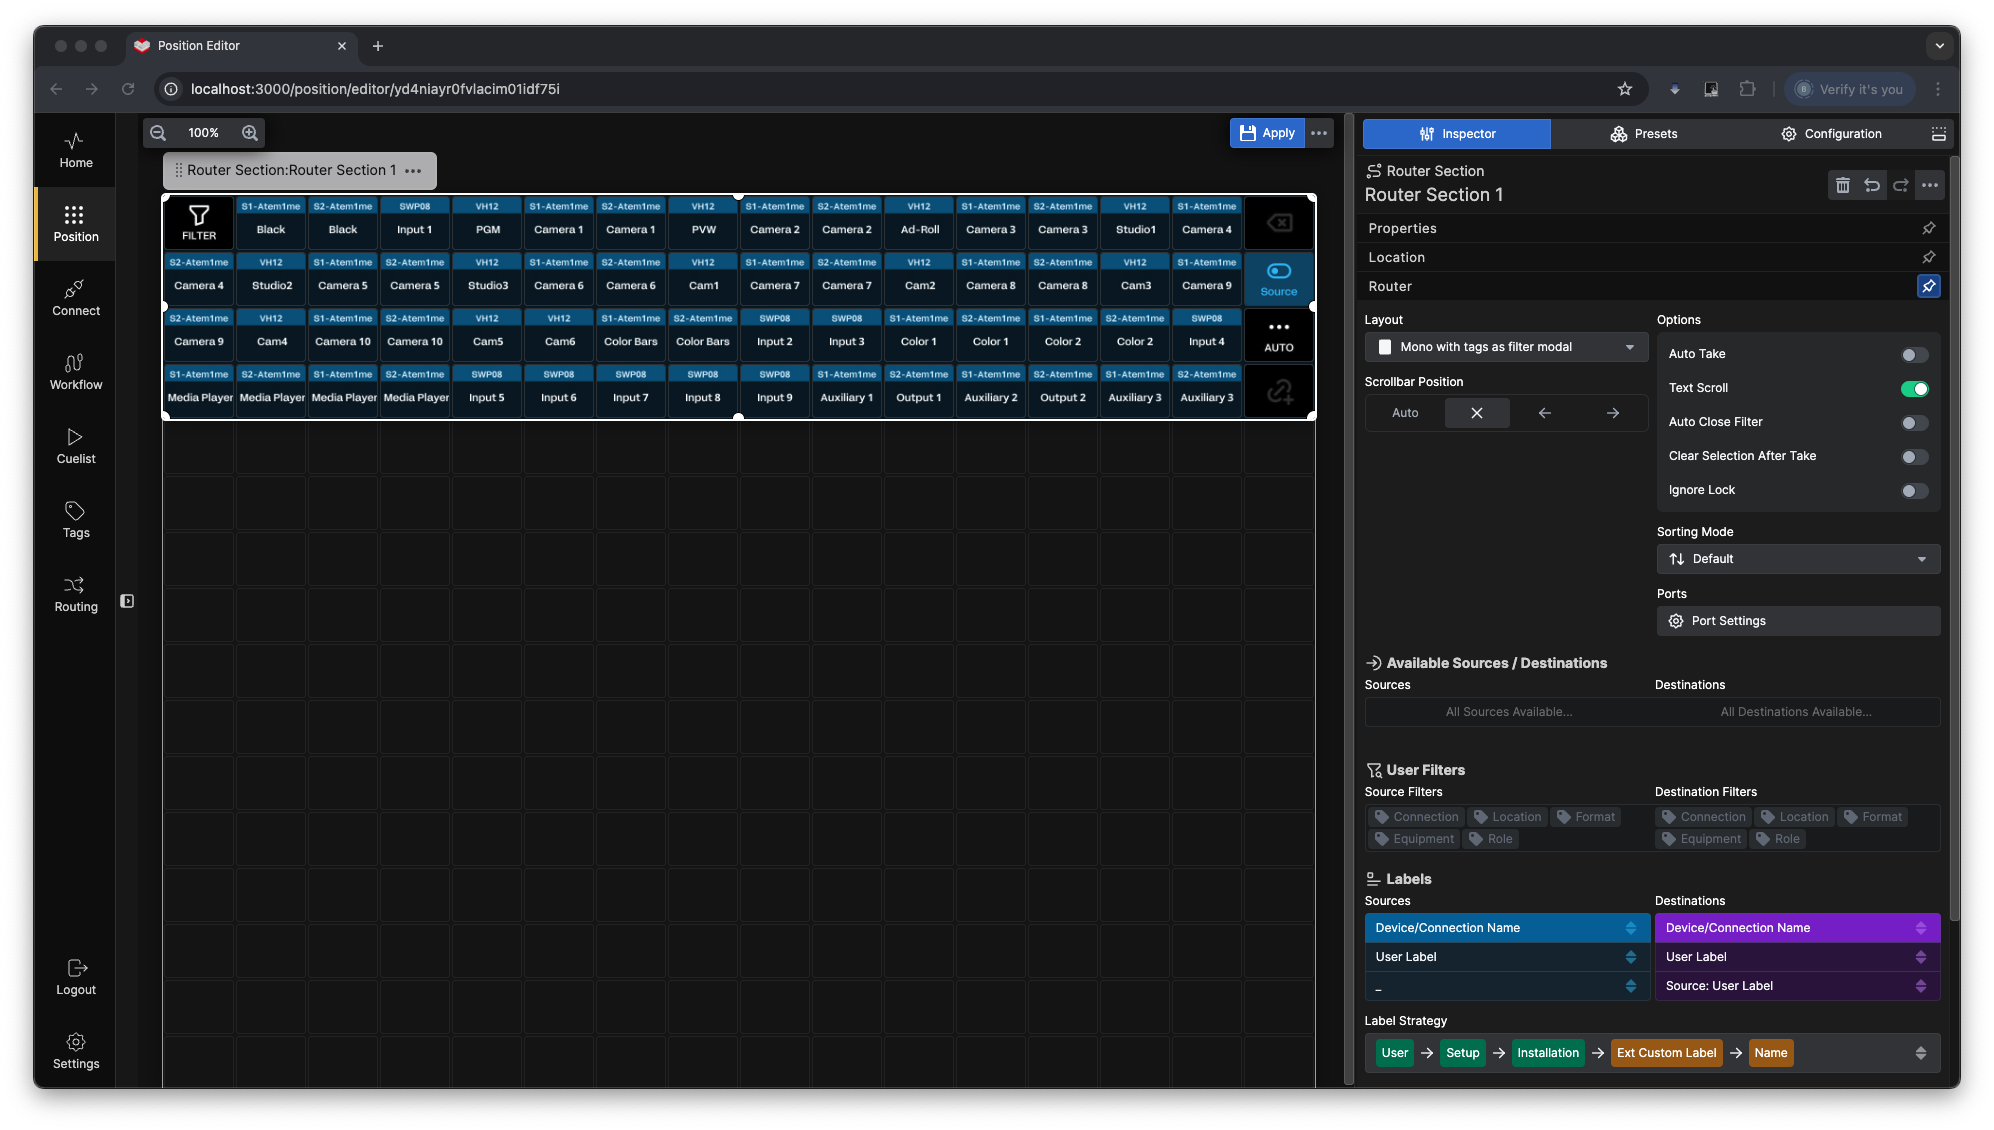 Position Editor
localhost:3000/position/editor/yd4niayr0fvlacim01idf75i
Verify it's you
Home
Position
Connect
Workflow
Cuelist
Tags
Routing
Logout
Settings
100%
Apply
Router Section:Router Section 1
FILTER
S1-Atem1me S2-Atem1me SWP08 VH12 S1-Atem1me S2-Atem1me VH12 S1-Atem1me S2-Atem1me VH12 S1-Atem1me S2-Atem1me VH12 S1-Atem1me
Black Black Input 1 PGM Camera 1 Camera 1 PVW Camera 2 Camera 2 Ad-Roll Camera 3 Camera 3 Studio1 Camera 4
S2-Atem1me VH12 S1-Atem1me S2-Atem1me VH12 S1-Atem1me S2-Atem1me VH12 S1-Atem1me S2-Atem1me VH12 S1-Atem1me S2-Atem1me VH12 S1-Atem1me
Camera 4 Studio2 Camera 5 Camera 5 Studio3 Camera 6 Camera 6 Cam1 Camera 7 Camera 7 Cam2 Camera 8 Camera 8 Cam3 Camera 9 Source
S2-Atem1me VH12 S1-Atem1me S2-Atem1me VH12 VH12 S1-Atem1me S2-Atem1me SWP08 SWP08 S1-Atem1me S2-Atem1me S1-Atem1me S2-Atem1me SWP08
Camera 9 Cam4 Camera 10 Camera 10 Cam5 Cam6 Color Bars Color Bars Input 2 Input 3 Color 1 Color 1 Color 2 Color 2 Input 4 AUTO
S1-Atem1me S2-Atem1me S1-Atem1me S2-Atem1me SWP08 SWP08 SWP08 SWP08 SWP08 S1-Atem1me S2-Atem1me S1-Atem1me S2-Atem1me S1-Atem1me S2-Atem1me
Media Player Media Player Media Player Media Player Input 5 Input 6 Input 7 Input 8 Input 9 Auxiliary 1 Output 1 Auxiliary 2 Output 2 Auxiliary 3 Auxiliary 3
Inspector Presets Configuration
Router Section
Router Section 1
Properties
Location
Router
Layout
Mono with tags as filter modal
Scrollbar Position
Auto
Options
Auto Take
Text Scroll
Auto Close Filter
Clear Selection After Take
Ignore Lock
Sorting Mode
Default
Ports
Port Settings
Available Sources / Destinations
Sources Destinations
All Sources Available... All Destinations Available...
User Filters
Source Filters Destination Filters
Connection Location Format Connection Location Format
Equipment Role Equipment Role
Labels
Sources Destinations
Device/Connection Name Device/Connection Name
User Label User Label
_ Source: User Label
Label Strategy
User → Setup → Installation → Ext Custom Label → Name